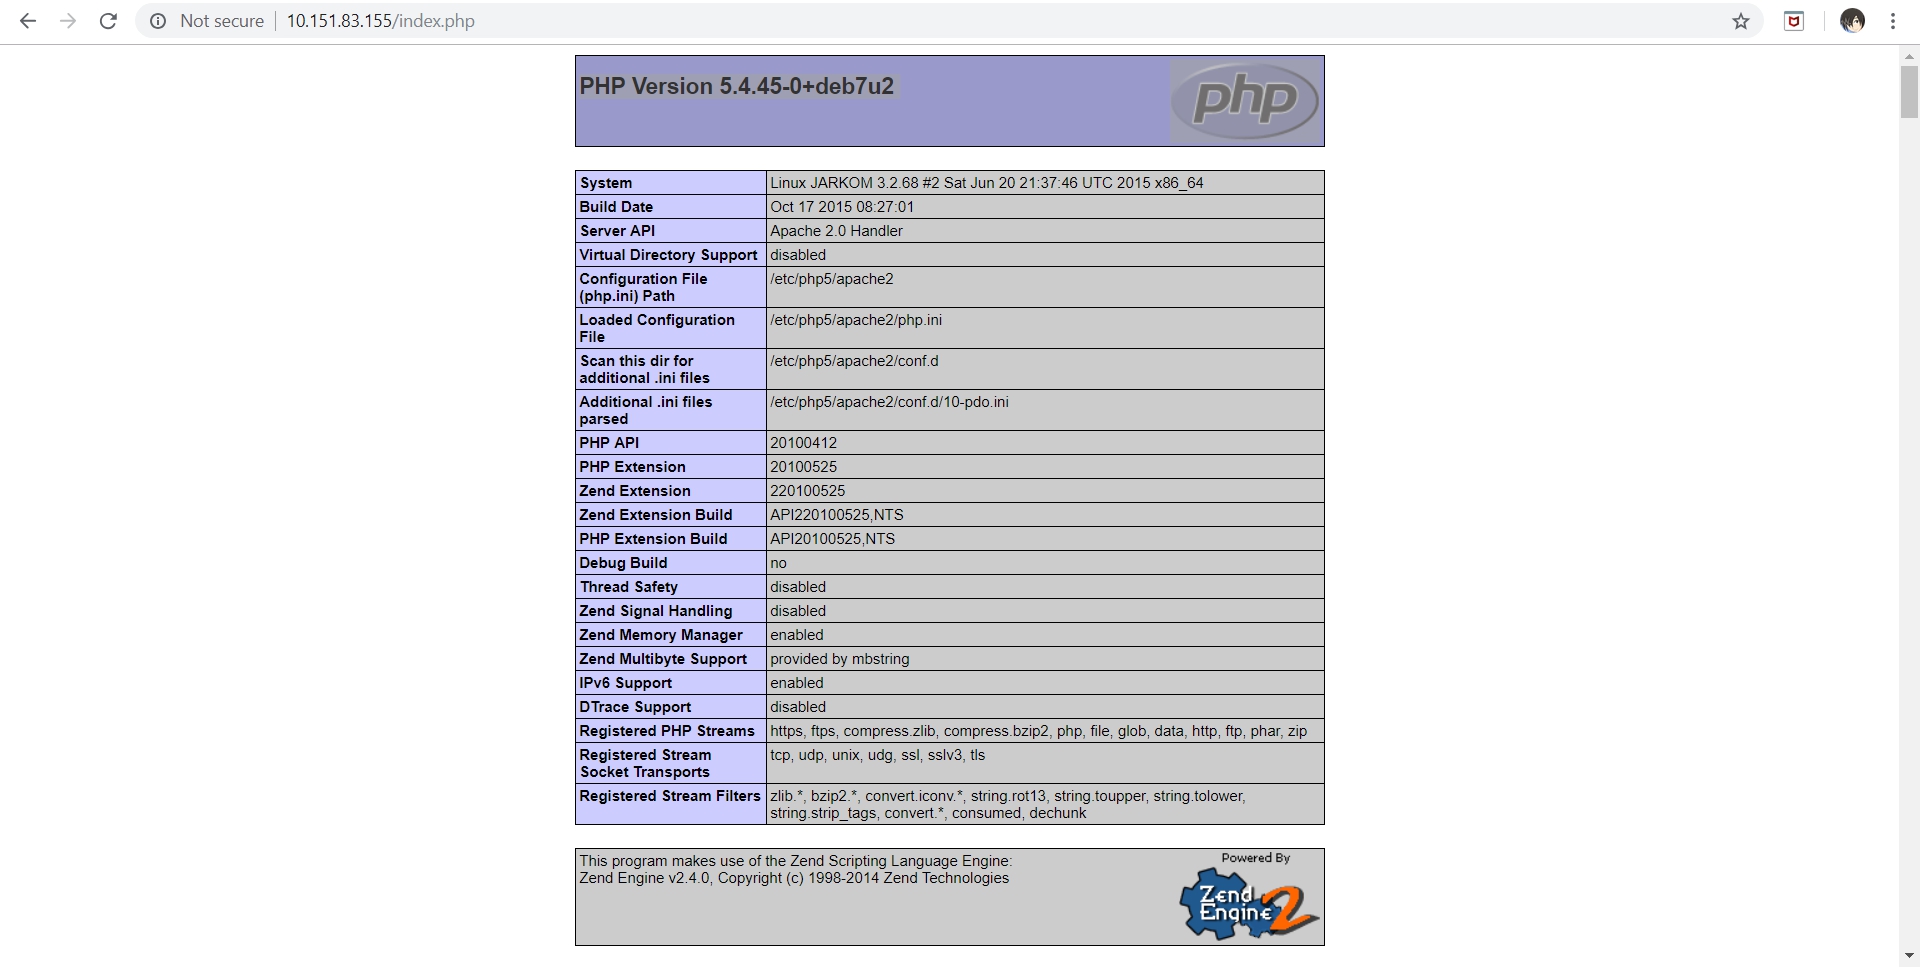 Not secure | 10.151.83.155/index.php
PHP Version 5.4.45-0+deb7u2
php
System Linux JARKOM 3.2.68 #2 Sat Jun 20 21:37:46 UTC 2015 x86_64
Build Date Oct 17 2015 08:27:01
Server API Apache 2.0 Handler
Virtual Directory Support disabled
Configuration File /etc/php5/apache2
(php.ini) Path
Loaded Configuration /etc/php5/apache2/php.ini
File
Scan this dir for /etc/php5/apache2/conf.d
additional .ini files
Additional .ini files /etc/php5/apache2/conf.d/10-pdo.ini
parsed
PHP API 20100412
PHP Extension 20100525
Zend Extension 220100525
Zend Extension Build API220100525,NTS
PHP Extension Build API20100525,NTS
Debug Build no
Thread Safety disabled
Zend Signal Handling disabled
Zend Memory Manager enabled
Zend Multibyte Support provided by mbstring
IPv6 Support enabled
DTrace Support disabled
Registered PHP Streams https, ftps, compress.zlib, compress.bzip2, php, file, glob, data, http, ftp, phar, zip
Registered Stream tcp, udp, unix, udg, ssl, sslv3, tls
Socket Transports
Registered Stream Filters zlib.*, bzip2.*, convert.iconv.*, string.rot13, string.toupper, string.tolower,
string.strip_tags, convert.*, consumed, dechunk
This program makes use of the Zend Scripting Language Engine:
Zend Engine v2.4.0, Copyright (c) 1998-2014 Zend Technologies
Powered By
Zend
Engine 2